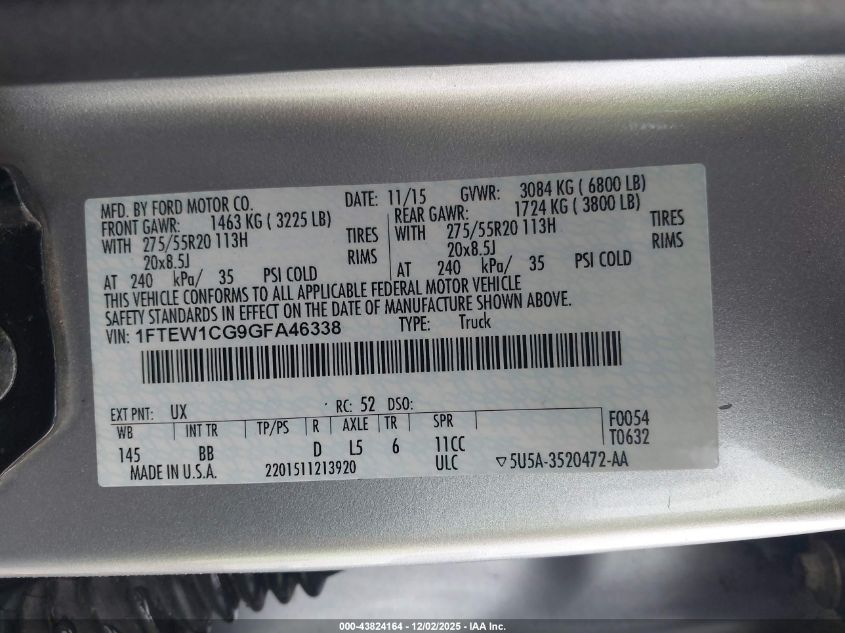 MFD. BY FORD MOTOR CO. DATE: 11/15 GVWR: 3084 KG ( 6800 LB)
FRONT GAWR: 1463 KG ( 3225 LB) REAR GAWR: 1724 KG ( 3800 LB)
WITH 275/55R20 113H TIRES WITH 275/55R20 113H TIRES
20x8.5J RIMS 20x8.5J RIMS
AT 240 kPa/ 35 PSI COLD AT 240 kPa/ 35 PSI COLD
THIS VEHICLE CONFORMS TO ALL APPLICABLE FEDERAL MOTOR VEHICLE
SAFETY STANDARDS IN EFFECT ON THE DATE OF MANUFACTURE SHOWN ABOVE.
VIN: 1FTEW1CG9GFA46338 TYPE: Truck
EXT PNT: UX RC: 52 DSO:
WB INT TR TP/PS R AXLE TR SPR F0054
145 BB D L5 6 11CC T0632
MADE IN U.S.A. 2201511213920 ULC ▽5U5A-3520472-AA
000-43824164 - 12/02/2025 - IAA Inc.